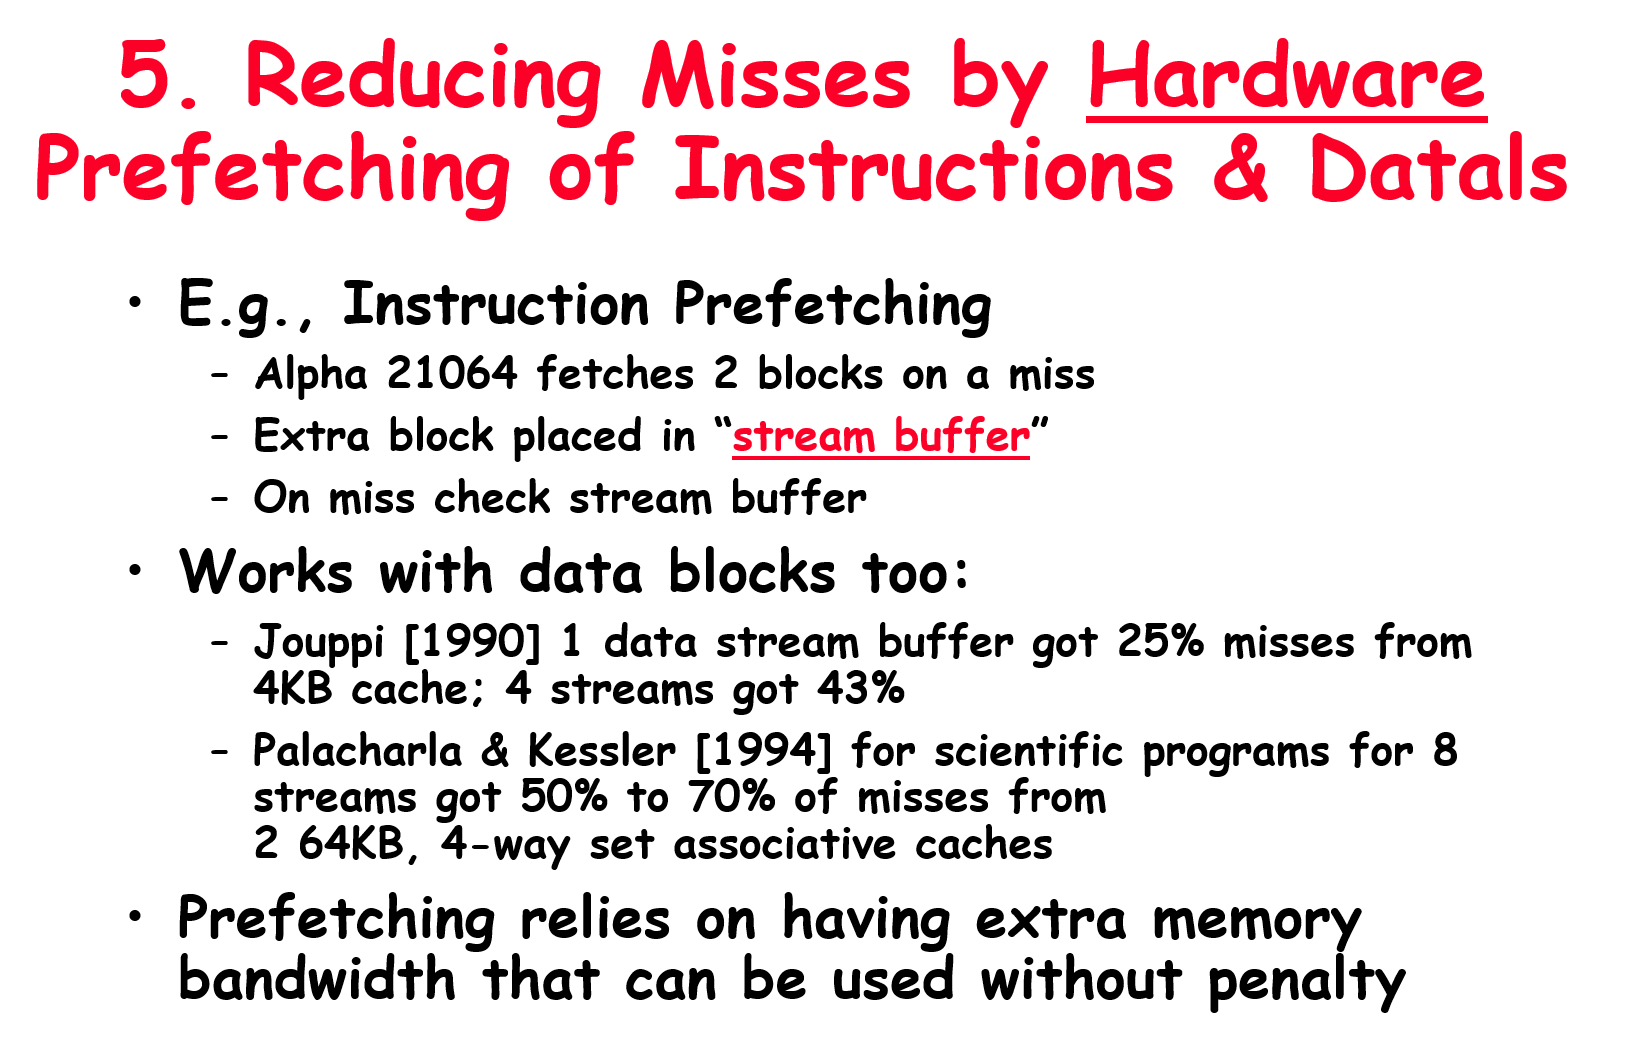 5. Reducing Misses by Hardware
Prefetching of Instructions & Datals
• E.g., Instruction Prefetching
– Alpha 21064 fetches 2 blocks on a miss
– Extra block placed in “stream buffer”
– On miss check stream buffer
• Works with data blocks too:
– Jouppi [1990] 1 data stream buffer got 25% misses from
4KB cache; 4 streams got 43%
– Palacharla & Kessler [1994] for scientific programs for 8
streams got 50% to 70% of misses from
2 64KB, 4-way set associative caches
• Prefetching relies on having extra memory
bandwidth that can be used without penalty